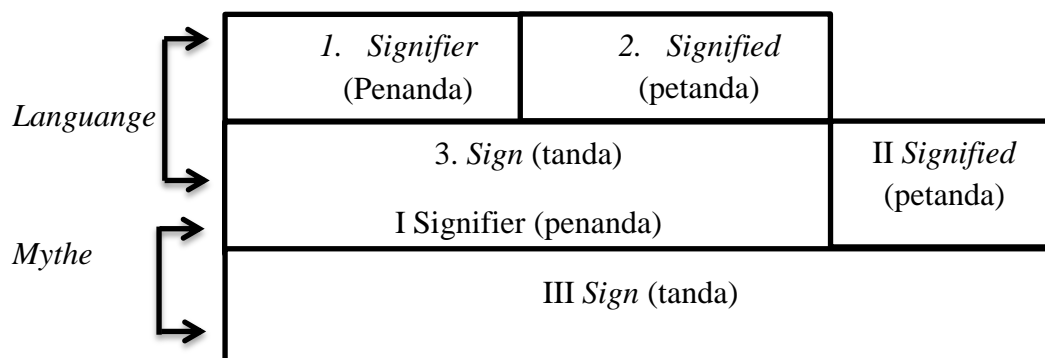 1. Signifier
(Penanda)
2. Signified
(petanda)
Languange
3. Sign (tanda)
I Signifier (penanda)
II Signified
(petanda)
Mythe
III Sign (tanda)